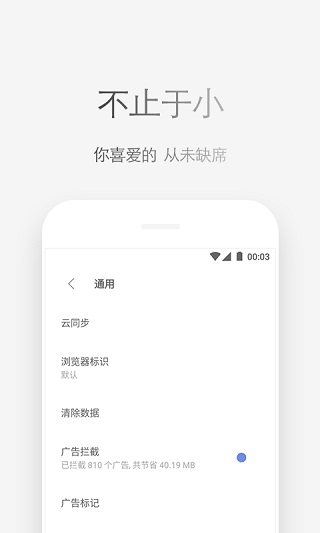 不止于小
你喜爱的 从未缺席
00:03
通用
云同步
浏览器标识
默认
清除数据
广告拦截
已拦截 810 个广告, 共节省 40.19 MB
广告标记